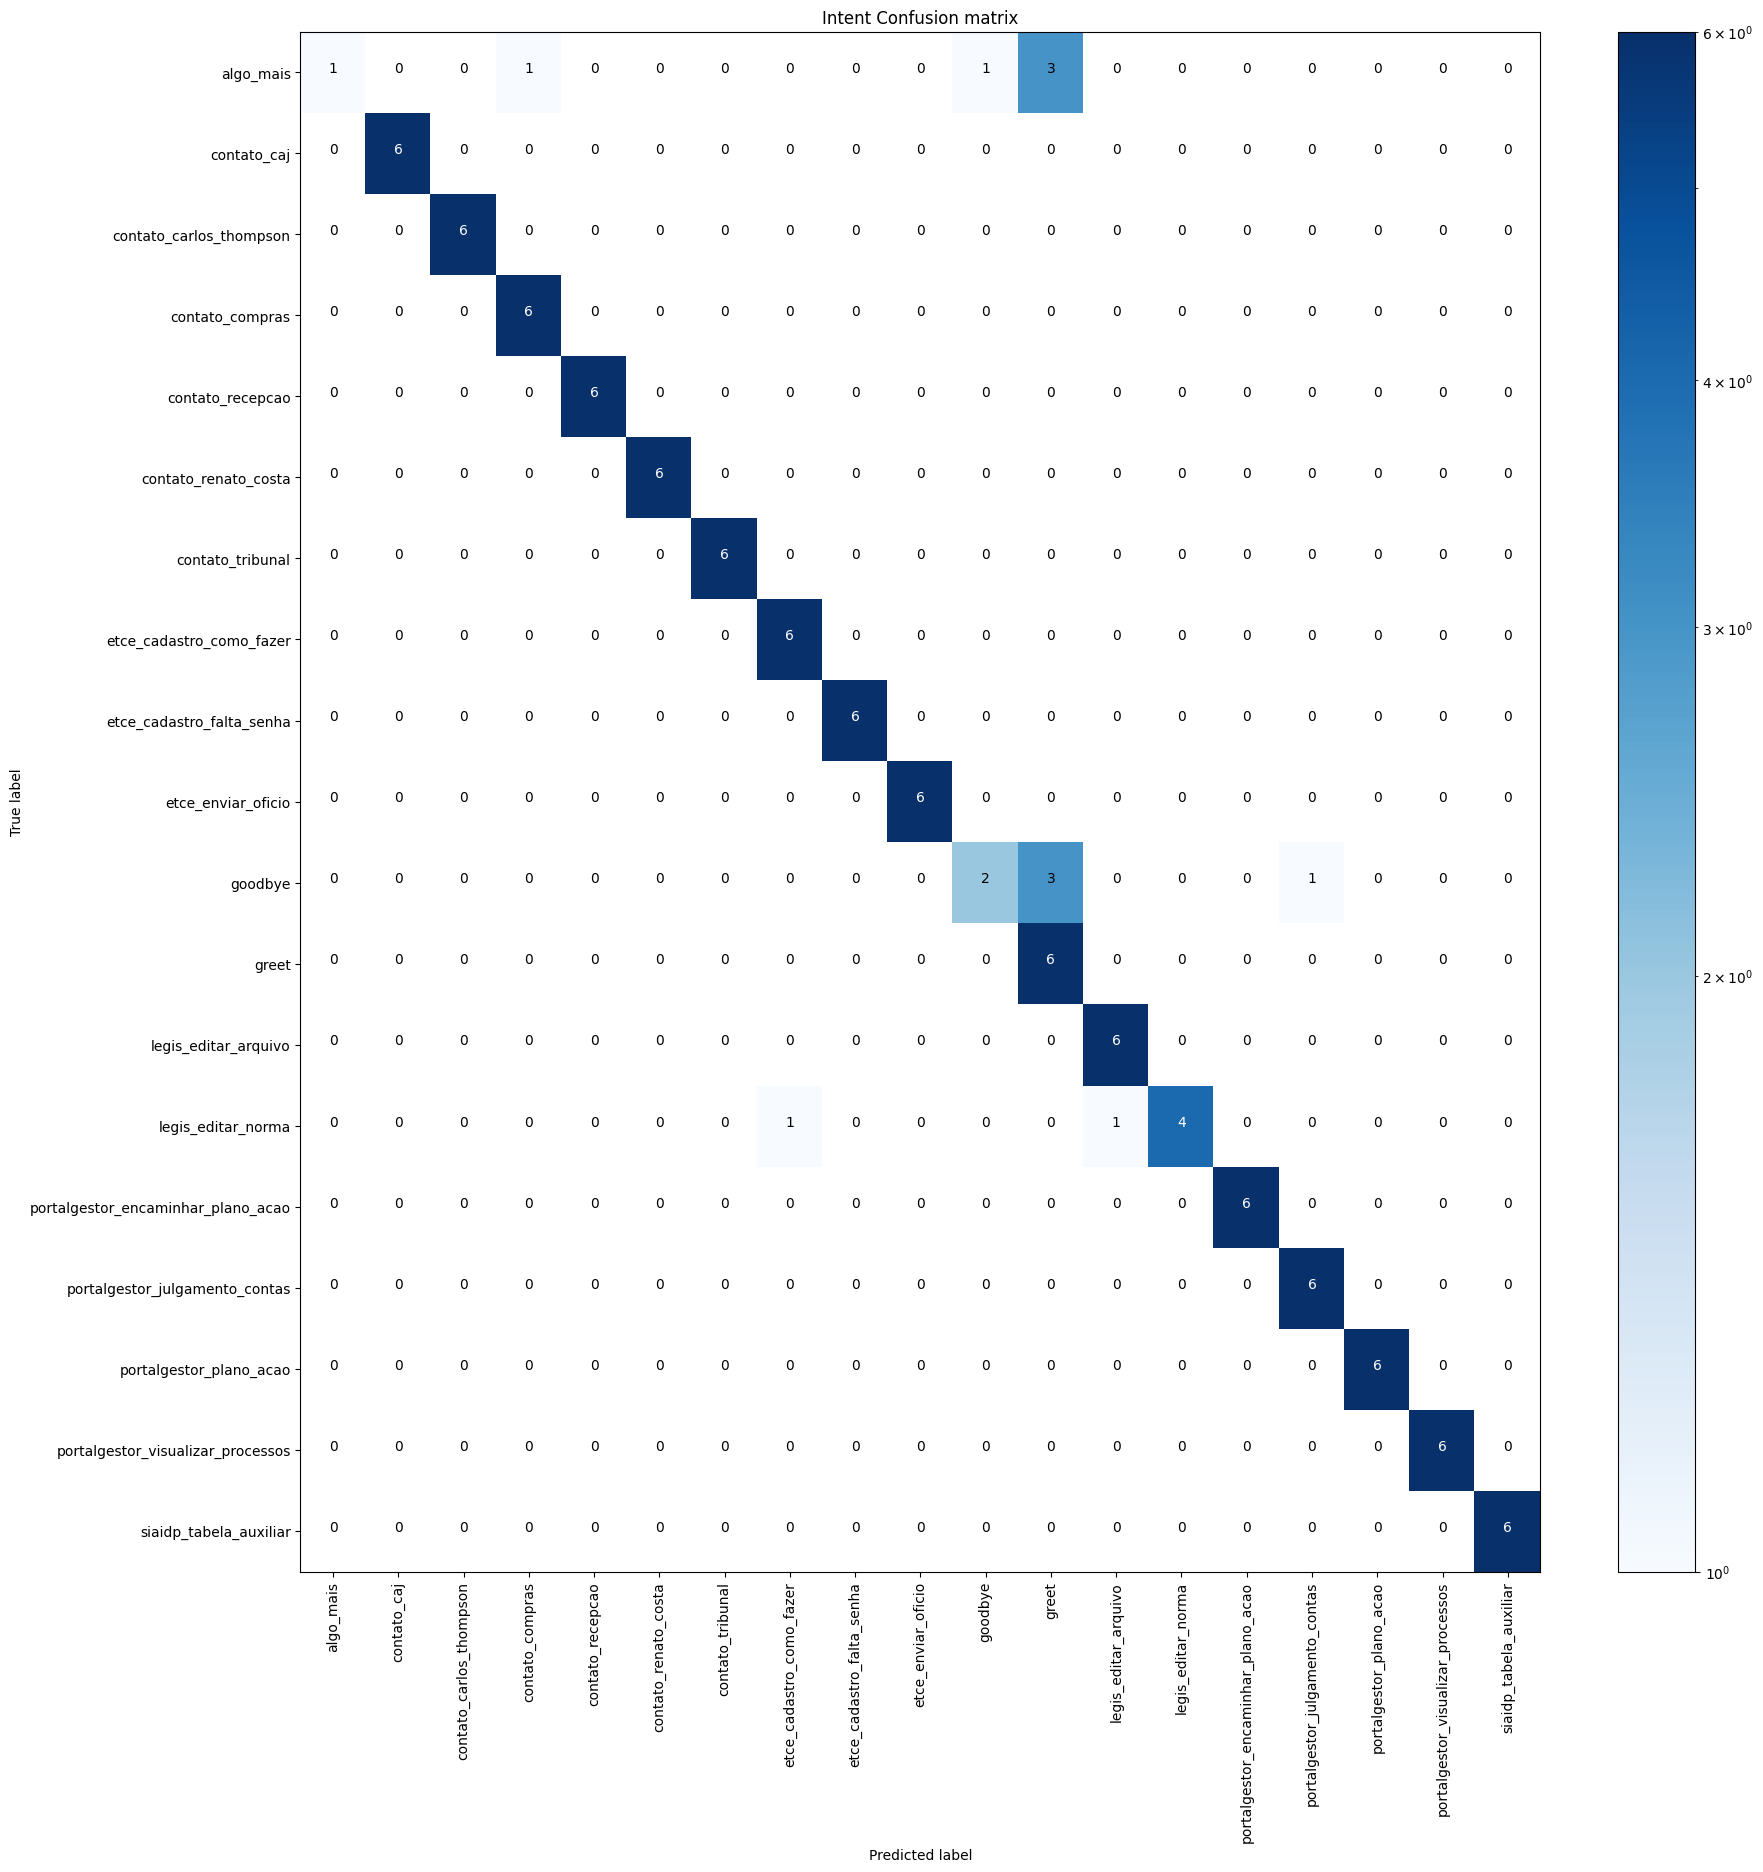 Intent Confusion matrix
True label
algo_mais 1 0 0 1 0 0 0 0 0 0 1 3 0 0 0 0 0 0 0
contato_caj 0 6 0 0 0 0 0 0 0 0 0 0 0 0 0 0 0 0 0
contato_carlos_thompson 0 0 6 0 0 0 0 0 0 0 0 0 0 0 0 0 0 0 0
contato_compras 0 0 0 6 0 0 0 0 0 0 0 0 0 0 0 0 0 0 0
contato_recepcao 0 0 0 0 6 0 0 0 0 0 0 0 0 0 0 0 0 0 0
contato_renato_costa 0 0 0 0 0 6 0 0 0 0 0 0 0 0 0 0 0 0 0
contato_tribunal 0 0 0 0 0 0 6 0 0 0 0 0 0 0 0 0 0 0 0
etce_cadastro_como_fazer 0 0 0 0 0 0 0 6 0 0 0 0 0 0 0 0 0 0 0
etce_cadastro_falta_senha 0 0 0 0 0 0 0 0 6 0 0 0 0 0 0 0 0 0 0
etce_enviar_oficio 0 0 0 0 0 0 0 0 0 6 0 0 0 0 0 0 0 0 0
goodbye 0 0 0 0 0 0 0 0 0 0 2 3 0 0 0 1 0 0 0
greet 0 0 0 0 0 0 0 0 0 0 0 6 0 0 0 0 0 0 0
legis_editar_arquivo 0 0 0 0 0 0 0 0 0 0 0 0 6 0 0 0 0 0 0
legis_editar_norma 0 0 0 0 0 0 0 1 0 0 0 0 1 4 0 0 0 0 0
portalgestor_encaminhar_plano_acao 0 0 0 0 0 0 0 0 0 0 0 0 0 0 6 0 0 0 0
portalgestor_julgamento_contas 0 0 0 0 0 0 0 0 0 0 0 0 0 0 0 6 0 0 0
portalgestor_plano_acao 0 0 0 0 0 0 0 0 0 0 0 0 0 0 0 0 6 0 0
portalgestor_visualizar_processos 0 0 0 0 0 0 0 0 0 0 0 0 0 0 0 0 0 6 0
siaidp_tabela_auxiliar 0 0 0 0 0 0 0 0 0 0 0 0 0 0 0 0 0 0 6
algo_mais
contato_caj
contato_carlos_thompson
contato_compras
contato_recepcao
contato_renato_costa
contato_tribunal
etce_cadastro_como_fazer
etce_cadastro_falta_senha
etce_enviar_oficio
goodbye
greet
legis_editar_arquivo
legis_editar_norma
portalgestor_encaminhar_plano_acao
portalgestor_julgamento_contas
portalgestor_plano_acao
portalgestor_visualizar_processos
siaidp_tabela_auxiliar
Predicted label
6 × 10⁰
4 × 10⁰
3 × 10⁰
2 × 10⁰
10⁰